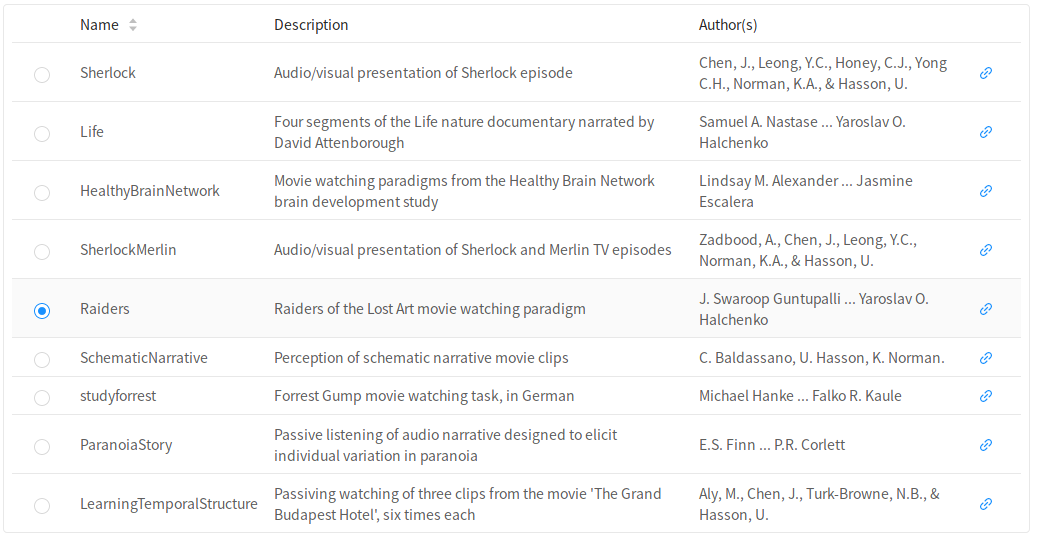 Name Description Author(s)
Sherlock Audio/visual presentation of Sherlock episode Chen, J., Leong, Y.C., Honey, C.J., Yong
C.H., Norman, K.A., & Hasson, U.
Life Four segments of the Life nature documentary narrated by Samuel A. Nastase ... Yaroslav O.
David Attenborough Halchenko
HealthyBrainNetwork Movie watching paradigms from the Healthy Brain Network Lindsay M. Alexander ... Jasmine
brain development study Escalera
SherlockMerlin Audio/visual presentation of Sherlock and Merlin TV episodes Zadbood, A., Chen, J., Leong, Y.C.,
Norman, K.A., & Hasson, U.
Raiders Raiders of the Lost Art movie watching paradigm J. Swaroop Guntupalli ... Yaroslav O.
Halchenko
SchematicNarrative Perception of schematic narrative movie clips C. Baldassano, U. Hasson, K. Norman.
studyforrest Forrest Gump movie watching task, in German Michael Hanke ... Falko R. Kaule
ParanoiaStory Passive listening of audio narrative designed to elicit E.S. Finn ... P.R. Corlett
individual variation in paranoia
LearningTemporalStructure Passiving watching of three clips from the movie 'The Grand Aly, M., Chen, J., Turk-Browne, N.B., &
Budapest Hotel', six times each Hasson, U.